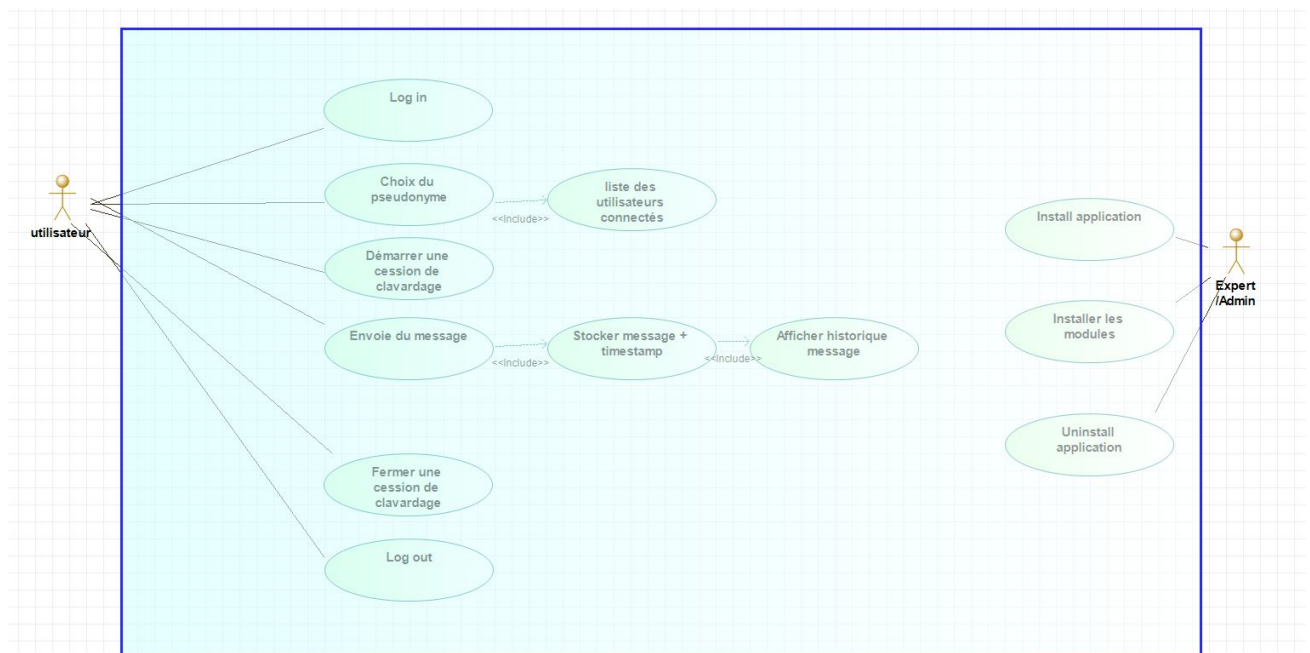 Log in
Choix du
pseudonyme
<<Include>>
liste des
utilisateurs
connectés
utilisateur
Démarrer une
cession de
clavardage
Envoie du message
<<Include>>
Stocker message +
timestamp
<<Include>>
Afficher historique
message
Fermer une
cession de
clavardage
Log out
Install application
Expert
/Admin
Installer les
modules
Uninstall
application